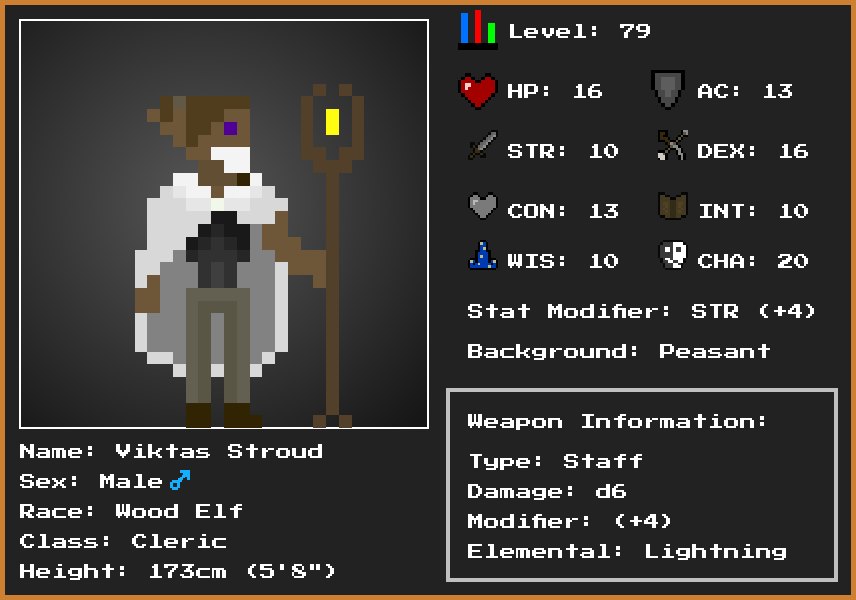 Level: 79
HP: 16 AC: 13
STR: 10 DEX: 16
CON: 13 INT: 10
WIS: 10 CHA: 20
Stat Modifier: STR (+4)
Background: Peasant
Weapon Information:
Type: Staff
Damage: d6
Modifier: (+4)
Elemental: Lightning
Name: Viktas Stroud
Sex: Male ♂
Race: Wood Elf
Class: Cleric
Height: 173cm (5'8")